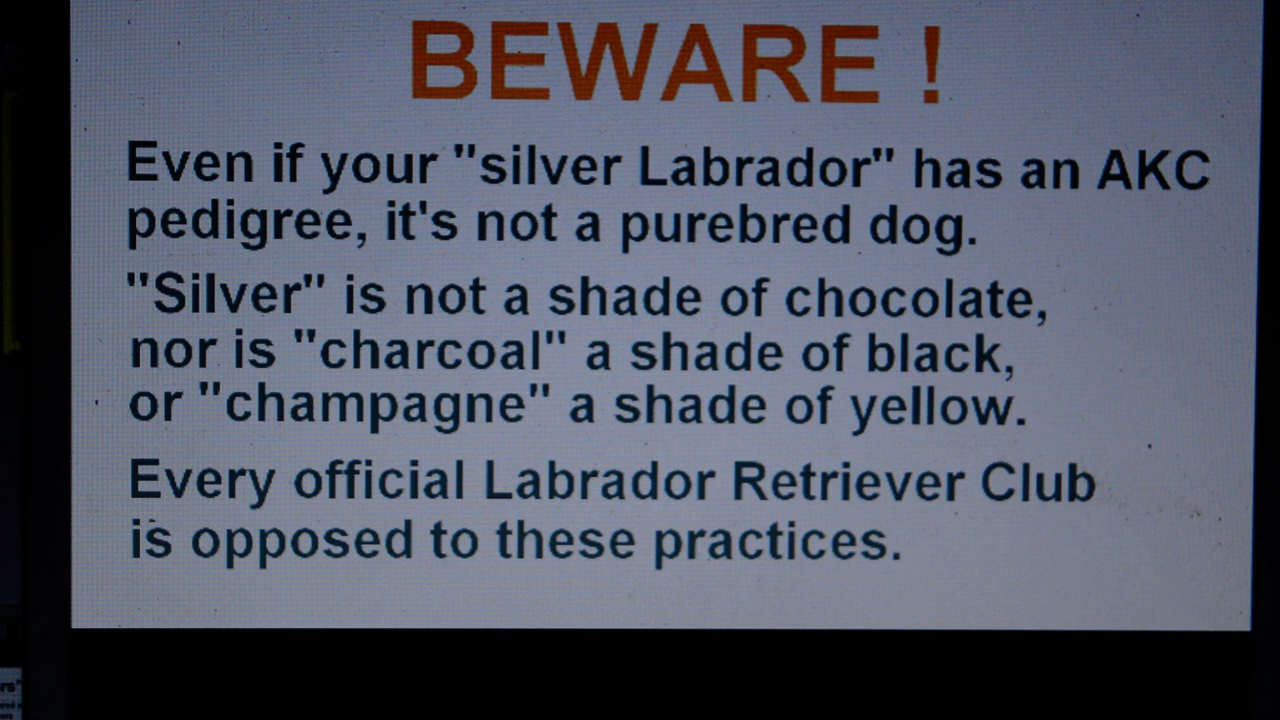 BEWARE !
Even if your "silver Labrador" has an AKC
pedigree, it's not a purebred dog.
"Silver" is not a shade of chocolate,
nor is "charcoal" a shade of black,
or "champagne" a shade of yellow.
Every official Labrador Retriever Club
is opposed to these practices.
rs"